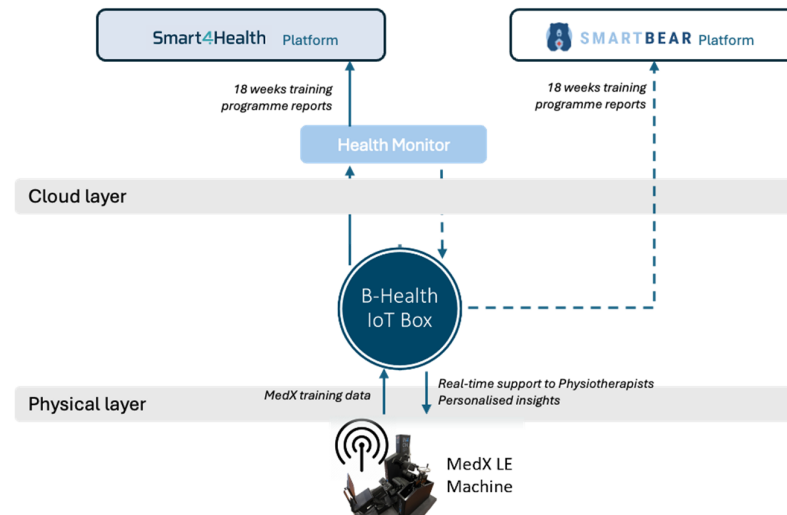 Smart4Health Platform
SMARTBEAR Platform
18 weeks training
programme reports
18 weeks training
programme reports
Health Monitor
Cloud layer
B-Health
IoT Box
MedX training data
Real-time support to Physiotherapists
Personalised insights
Physical layer
MedX LE
Machine